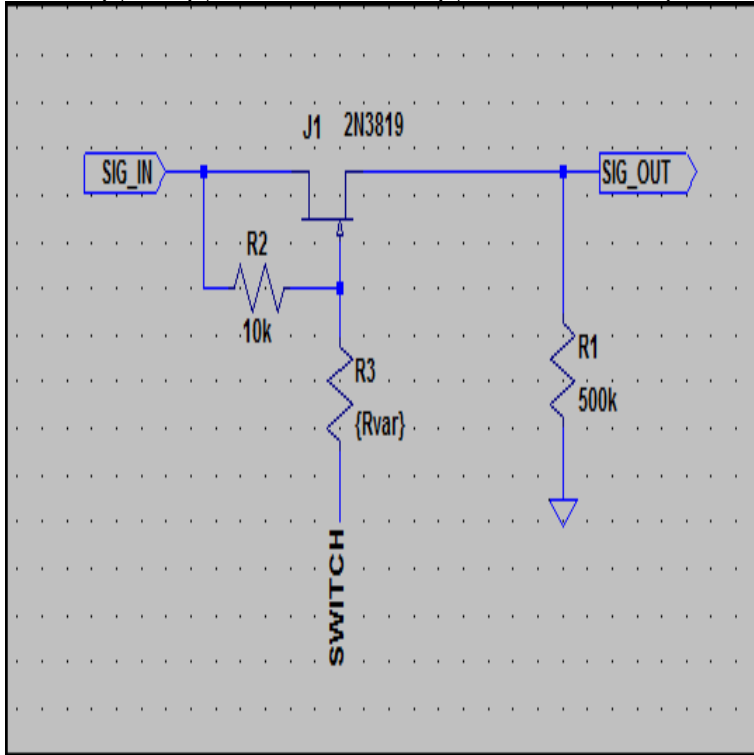 J1 2N3819
SIG_IN
SIG_OUT
R2
10k
R3
{Rvar}
R1
500k
SWITCH